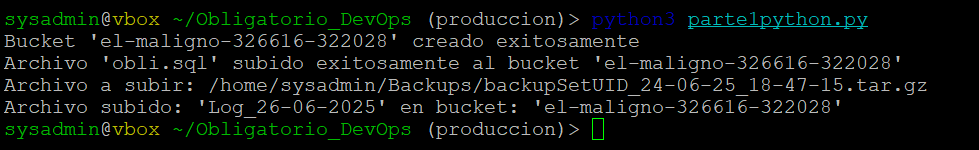 sysadmin@vbox ~/Obligatorio_DevOps (produccion)> python3 parte1python.py
Bucket 'el-maligno-326616-322028' creado exitosamente
Archivo 'obli.sql' subido exitosamente al bucket 'el-maligno-326616-322028'
Archivo a subir: /home/sysadmin/Backups/backupSetUID_24-06-25_18-47-15.tar.gz
Archivo subido: 'Log_26-06-2025' en bucket: 'el-maligno-326616-322028'
sysadmin@vbox ~/Obligatorio_DevOps (produccion)>